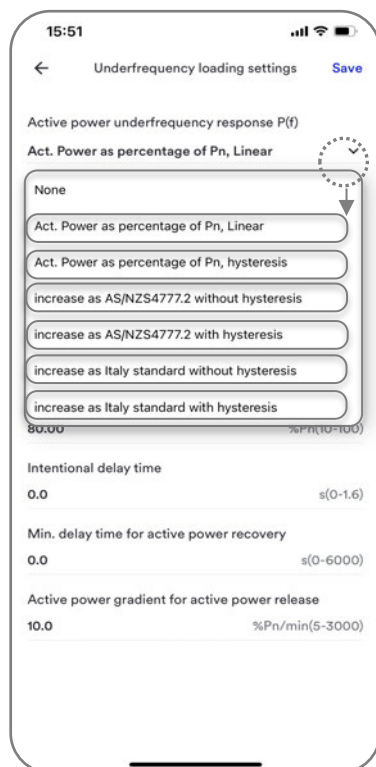 15:51
Underfrequency loading settings Save
Active power underfrequency response P(f)
Act. Power as percentage of Pn, Linear
None
Act. Power as percentage of Pn, Linear
Act. Power as percentage of Pn, hysteresis
increase as AS/NZS4777.2 without hysteresis
increase as AS/NZS4777.2 with hysteresis
increase as Italy standard without hysteresis
increase as Italy standard with hysteresis
80.00 %Pn(10-100)
Intentional delay time
0.0 s(0-1.6)
Min. delay time for active power recovery
0.0 s(0-6000)
Active power gradient for active power release
10.0 %Pn/min(5-3000)